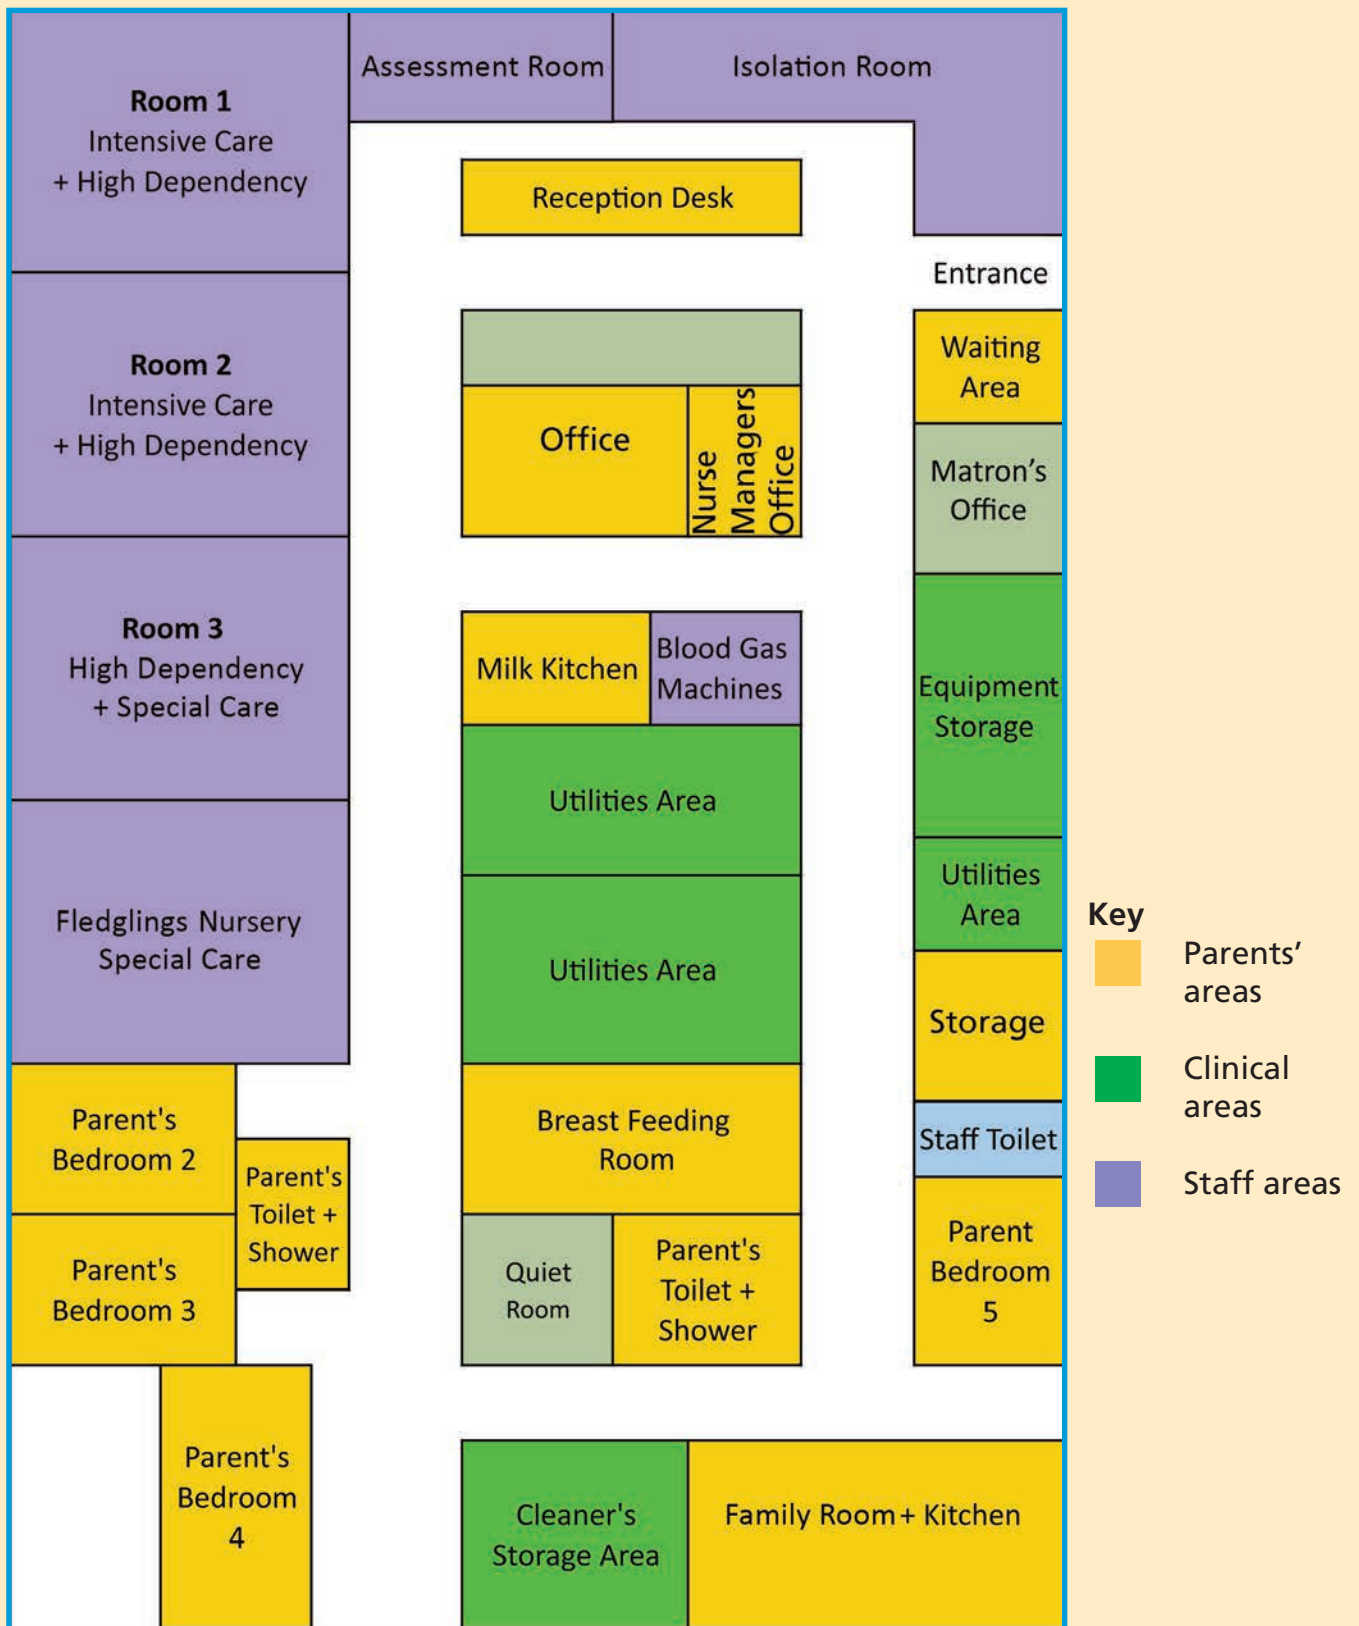 Room 1
Intensive Care
+ High Dependency
Assessment Room
Isolation Room
Reception Desk
Entrance
Room 2
Intensive Care
+ High Dependency
Office
Nurse
Managers
Office
Waiting
Area
Matron’s
Office
Room 3
High Dependency
+ Special Care
Milk Kitchen
Blood Gas
Machines
Equipment
Storage
Utilities Area
Fledglings Nursery
Special Care
Utilities Area
Utilities
Area
Storage
Parent's
Bedroom 2
Parent's
Toilet +
Shower
Breast Feeding
Room
Staff Toilet
Parent's
Bedroom 3
Quiet
Room
Parent's
Toilet +
Shower
Parent
Bedroom
5
Parent's
Bedroom
4
Cleaner's
Storage Area
Family Room + Kitchen
Key
Parents’
areas
Clinical
areas
Staff areas